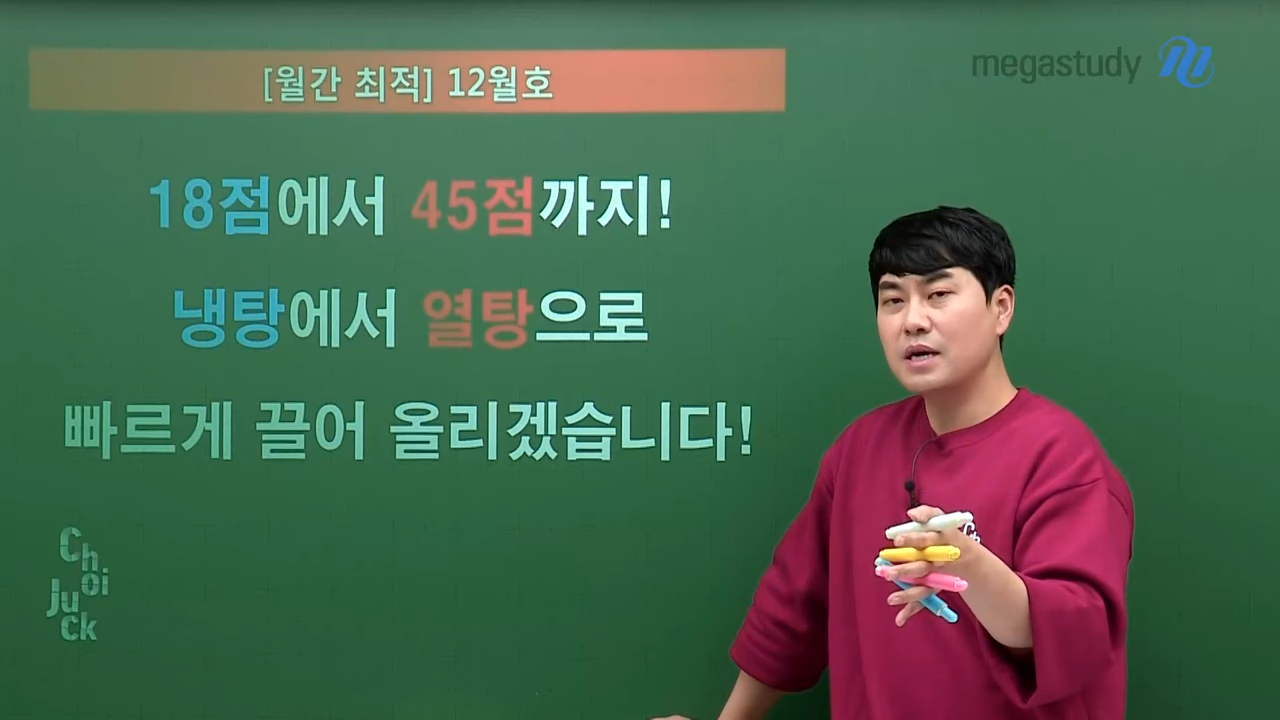 [월간 최적] 12월호
megastudy
18점에서 45점까지!
냉탕에서 열탕으로
빠르게 끌어 올리겠습니다!
Ch
oi
Ju
ck